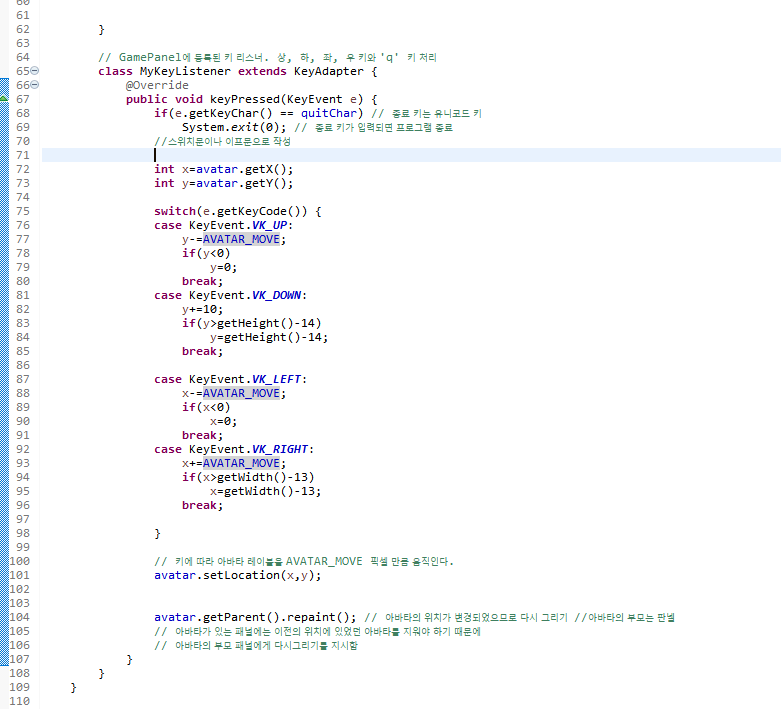 60
61
62 }
63
64 // GamePanel에 등록된 키 리스너. 상, 하, 좌, 우 키와 'q' 키 처리
65 class MyKeyListener extends KeyAdapter {
66 @Override
67 public void keyPressed(KeyEvent e) {
68 if(e.getKeyChar() == quitChar) // 종료 키는 유니코드 키
69 System.exit(0); // 종료 키가 입력되면 프로그램 종료
70 //스위치문이나 이프문으로 작성
71
72 int x=avatar.getX();
73 int y=avatar.getY();
74
75 switch(e.getKeyCode()) {
76 case KeyEvent.VK_UP:
77 y-=AVATAR_MOVE;
78 if(y<0)
79 y=0;
80 break;
81 case KeyEvent.VK_DOWN:
82 y+=10;
83 if(y>getHeight()-14)
84 y=getHeight()-14;
85 break;
86
87 case KeyEvent.VK_LEFT:
88 x-=AVATAR_MOVE;
89 if(x<0)
90 x=0;
91 break;
92 case KeyEvent.VK_RIGHT:
93 x+=AVATAR_MOVE;
94 if(x>getWidth()-13)
95 x=getWidth()-13;
96 break;
97
98 }
99
100 // 키에 따라 아바타 레이블을 AVATAR_MOVE 픽셀 만큼 움직인다.
101 avatar.setLocation(x,y);
102
103
104 avatar.getParent().repaint(); // 아바타의 위치가 변경되었으므로 다시 그리기 //아바타의 부모는 판넬
105 // 아바타가 있는 패널에는 이전의 위치에 있었던 아바타를 지워야 하기 때문에
106 // 아바타의 부모 패널에게 다시그리기를 지시함
107 }
108 }
109 }
110